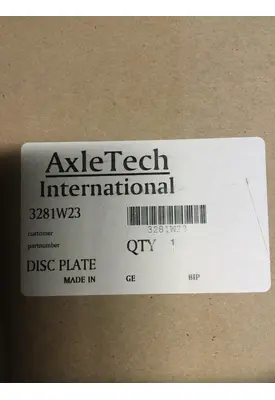 AxleTech
International
3281W23
3281W23
customer
partnumber
QTY 1
DISC PLATE
MADE IN GE BIP